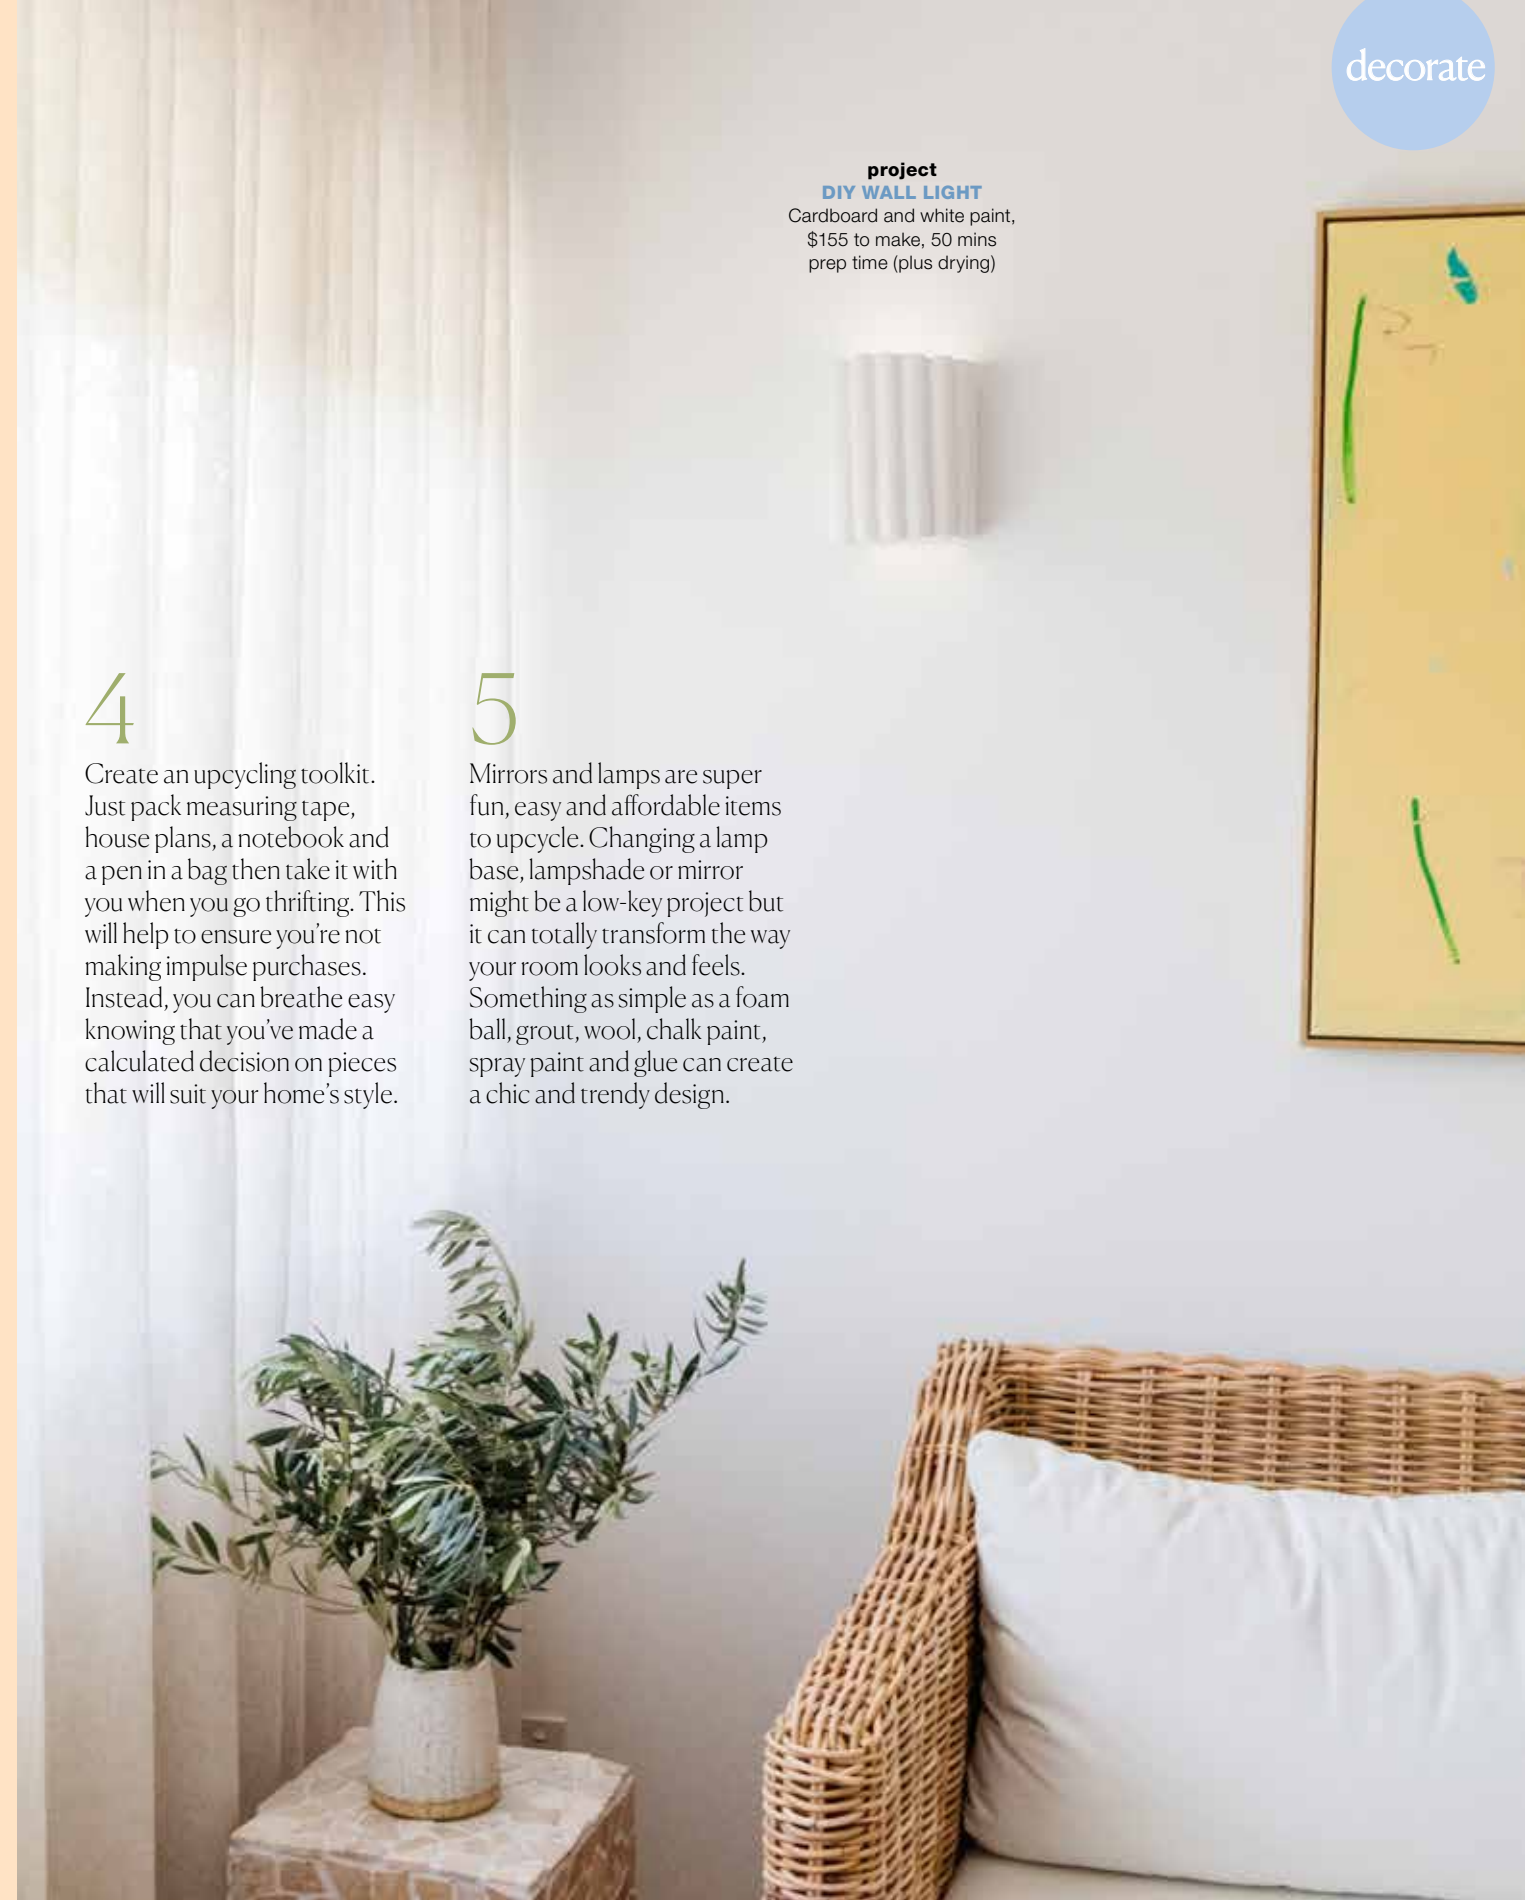 decorate
project
DIY WALL LIGHT
Cardboard and white paint,
$155 to make, 50 mins
prep time (plus drying)
4
Create an upcycling toolkit.
Just pack measuring tape,
house plans, a notebook and
a pen in a bag then take it with
you when you go thrifting. This
will help to ensure you’re not
making impulse purchases.
Instead, you can breathe easy
knowing that you’ve made a
calculated decision on pieces
that will suit your home’s style.
5
Mirrors and lamps are super
fun, easy and affordable items
to upcycle. Changing a lamp
base, lampshade or mirror
might be a low-key project but
it can totally transform the way
your room looks and feels.
Something as simple as a foam
ball, grout, wool, chalk paint,
spray paint and glue can create
a chic and trendy design.